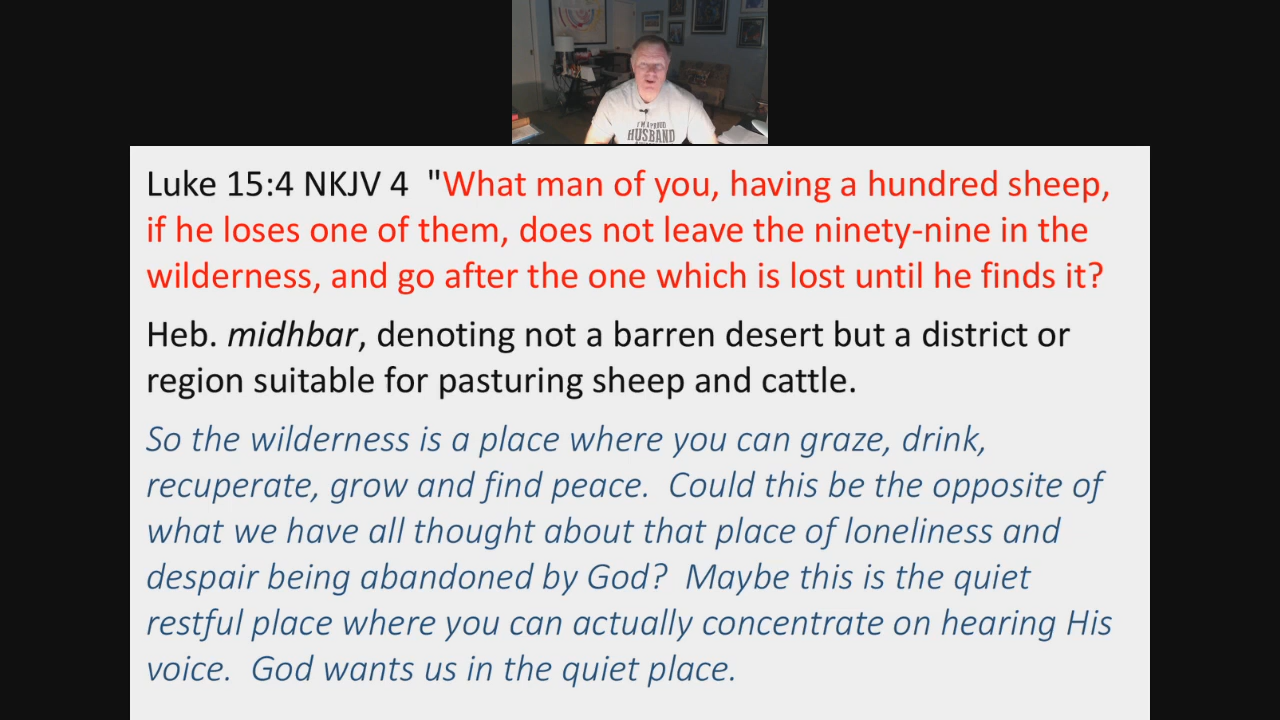 I'M A PROUD
HUSBAND
Luke 15:4 NKJV 4 "What man of you, having a hundred sheep,
if he loses one of them, does not leave the ninety-nine in the
wilderness, and go after the one which is lost until he finds it?
Heb. midhbar, denoting not a barren desert but a district or
region suitable for pasturing sheep and cattle.
So the wilderness is a place where you can graze, drink,
recuperate, grow and find peace.  Could this be the opposite of
what we have all thought about that place of loneliness and
despair being abandoned by God?  Maybe this is the quiet
restful place where you can actually concentrate on hearing His
voice.  God wants us in the quiet place.